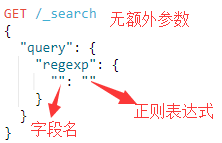 GET /_search 无额外参数
{
  "query": {
    "regexp": {
      "": ""
    } 正则表达式
  } 字段名
}